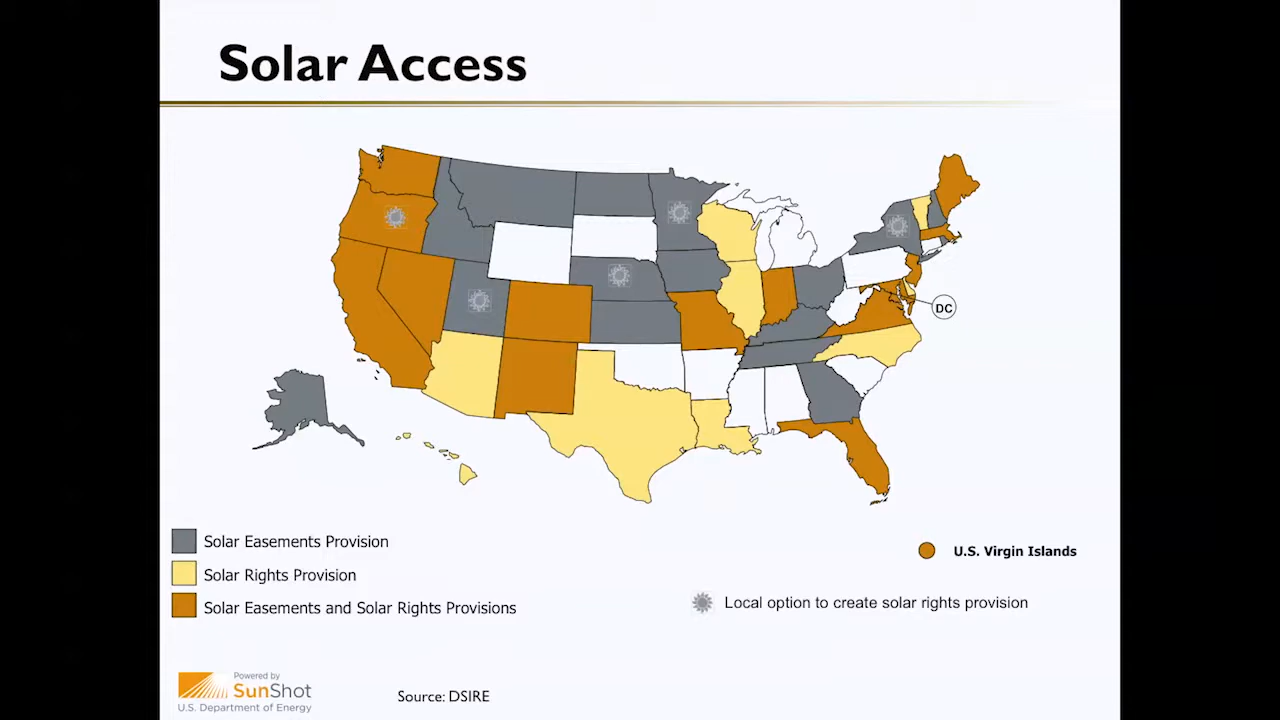 Solar Access
DC
Solar Easements Provision
Solar Rights Provision
Solar Easements and Solar Rights Provisions
U.S. Virgin Islands
Local option to create solar rights provision
Powered by
SunShot
U.S. Department of Energy
Source: DSIRE